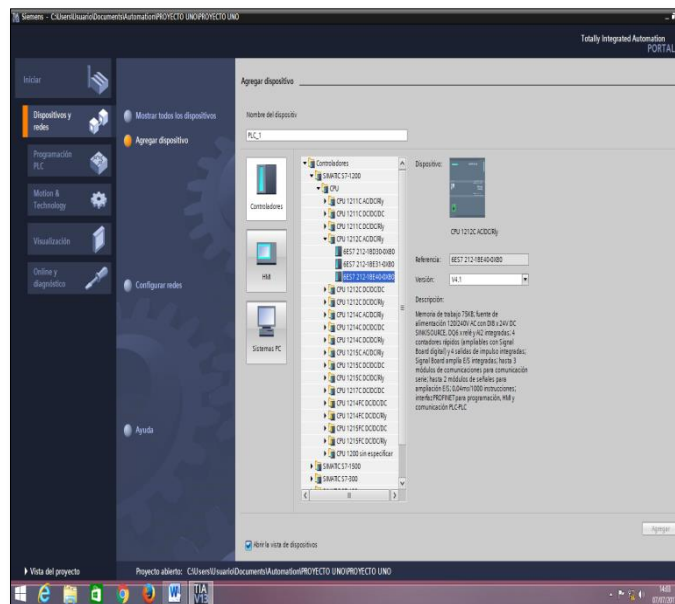 Siemens - C:\Users\Usuario\Documents\Automation\PROYECTO UNO\PROYECTO UNO
Totally Integrated Automation
PORTAL
Iniciar
Dispositivos y
redes
Programación
PLC
Motion &
Technology
Visualización
Online y
diagnóstico
Mostrar todos los dispositivos
Agregar dispositivo
Configurar redes
Ayuda
Agregar dispositivo
Nombre del dispositiv
PLC_1
Controladores
HMI
Sistemas PC
Controladores
SIMATIC S7-1200
CPU
CPU 1211C AC/DC/Rly
CPU 1211C DC/DC/DC
CPU 1211C DC/DC/Rly
CPU 1212C AC/DC/Rly
6ES7 212-1BD30-0XB0
6ES7 212-1BE31-0XB0
6ES7 212-1BE40-0XB0
CPU 1212C DC/DC/DC
CPU 1212C DC/DC/Rly
CPU 1214C AC/DC/Rly
CPU 1214C DC/DC/DC
CPU 1214C DC/DC/Rly
CPU 1215C AC/DC/Rly
CPU 1215C DC/DC/DC
CPU 1215C DC/DC/Rly
CPU 1217C DC/DC/DC
CPU 1214FC DC/DC/DC
CPU 1214FC DC/DC/Rly
CPU 1215FC DC/DC/DC
CPU 1215FC DC/DC/Rly
CPU 1200 sin especificar
SIMATIC S7-1500
SIMATIC S7-300
Dispositivo:
CPU 1212C AC/DC/Rly
Referencia:
6ES7 212-1BE40-0XB0
Versión:
V4.1
Descripción:
Memoria de trabajo 75KB; fuente de
alimentación 120/240V AC con DI8 x 24V DC
SINK/SOURCE, DQ6 x relé y AI2 integradas; 4
contadores rápidos (ampliables con Signal
Board digital) y 4 salidas de impulso integradas;
Signal Board amplía E/S integradas; hasta 3
módulos de comunicaciones para comunicación
serie; hasta 2 módulos de señales para
ampliación E/S; 0,04ms/1000 instrucciones;
interfaz PROFINET para programación, HMI y
comunicación PLC-PLC
Abrir la vista de dispositivos
Agregar
Vista del proyecto
Proyecto abierto: C:\Users\Usuario\Documents\Automation\PROYECTO UNO\PROYECTO UNO
TIA
V13